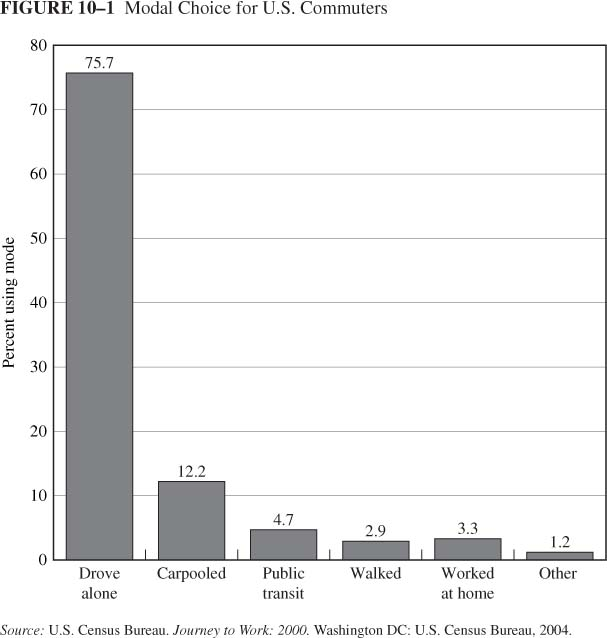 FIGURE 10–1 Modal Choice for U.S. Commuters
80
70
60
50
40
30
20
10
0
Percent using mode
75.7
12.2
4.7
2.9
3.3
1.2
Drove
alone
Carpooled
Public
transit
Walked
Worked
at home
Other
Source: U.S. Census Bureau. Journey to Work: 2000. Washington DC: U.S. Census Bureau, 2004.